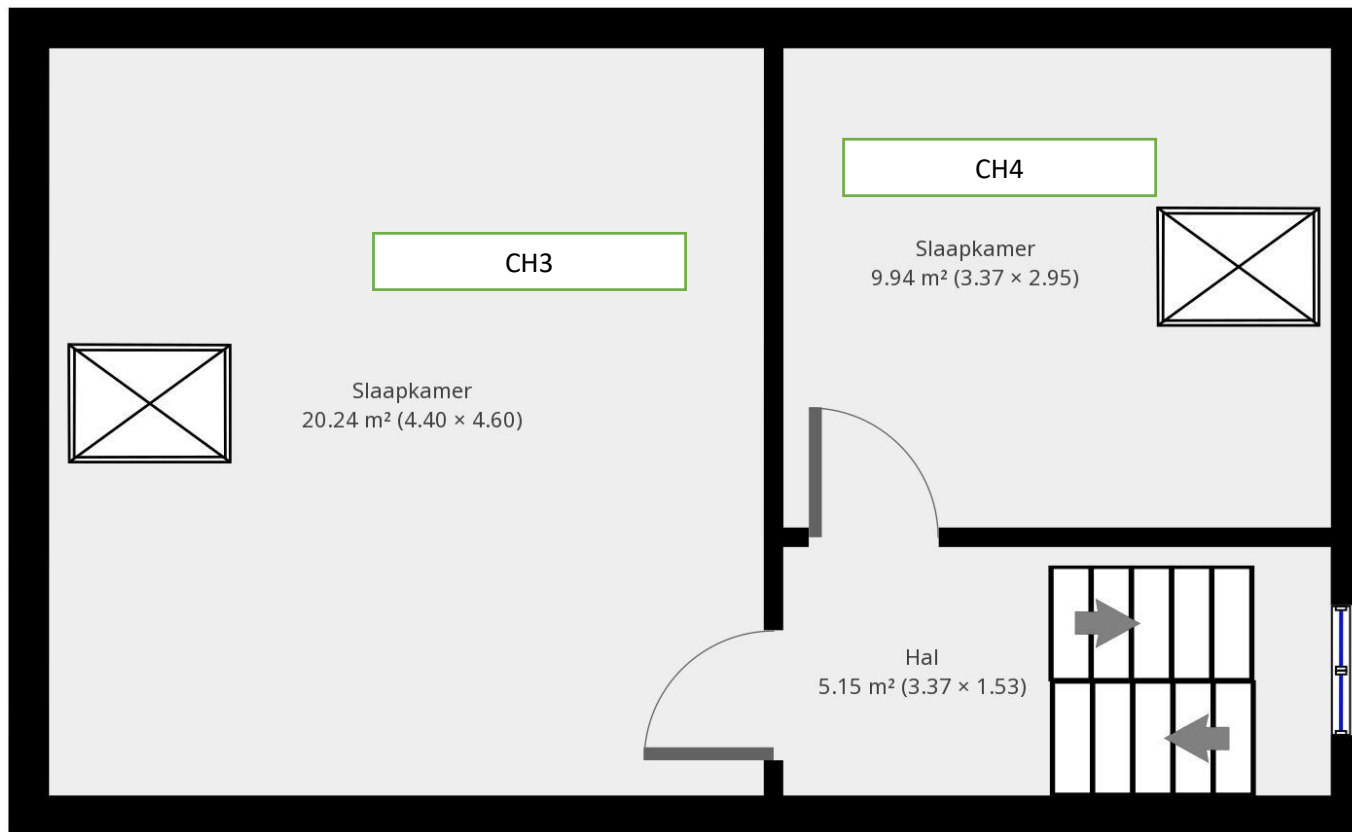 CH4
Slaapkamer
9.94 m² (3.37 × 2.95)
CH3
Slaapkamer
20.24 m² (4.40 × 4.60)
Hal
5.15 m² (3.37 × 1.53)